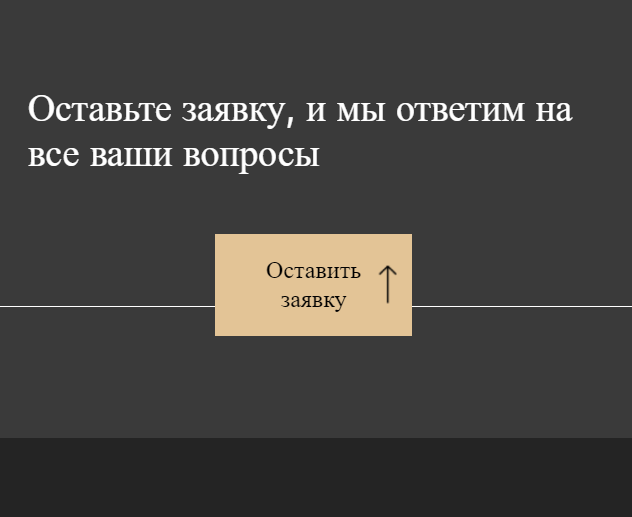 Оставьте заявку, и мы ответим на
все ваши вопросы
Оставить
заявку